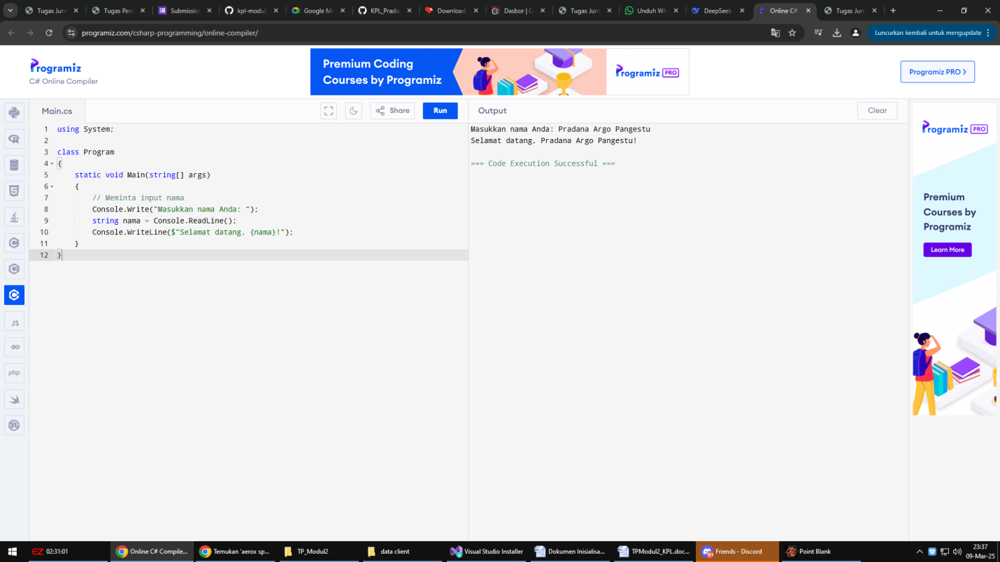 Tugas Jurn
Tugas Pen
Submissio
kpl-modul
Google Me
KPL_Prada
Download
Dasbor | C
Tugas Jurn
Unduh Wh
DeepSeek
Online C#
Tugas Jurn
programiz.com/csharp-programming/online-compiler/
Luncurkan kembali untuk mengupdate
Programiz
C# Online Compiler
Premium Coding
Courses by Programiz
Programiz PRO
Programiz PRO
Main.cs
Share
Run
Output
Clear
1 using System;
2
3 class Program
4 {
5 static void Main(string[] args)
6 {
7 // Meminta input nama
8 Console.Write("Masukkan nama Anda: ");
9 string nama = Console.ReadLine();
10 Console.WriteLine($"Selamat datang, {nama}!");
11 }
12 }
Masukkan nama Anda: Pradana Argo Pangestu
Selamat datang, Pradana Argo Pangestu!
=== Code Execution Successful ===
JS
GO
php
Programiz PRO
Premium
Courses by
Programiz
Learn More
EZ 02:31:01
Online C# Compile...
Temukan 'aerox sp...
TP_Modul2
data client
Visual Studio Installer
Dokumen Inisialisa...
TPModul2_KPL.doc...
Friends - Discord
Point Blank
23:37
09-Mar-25